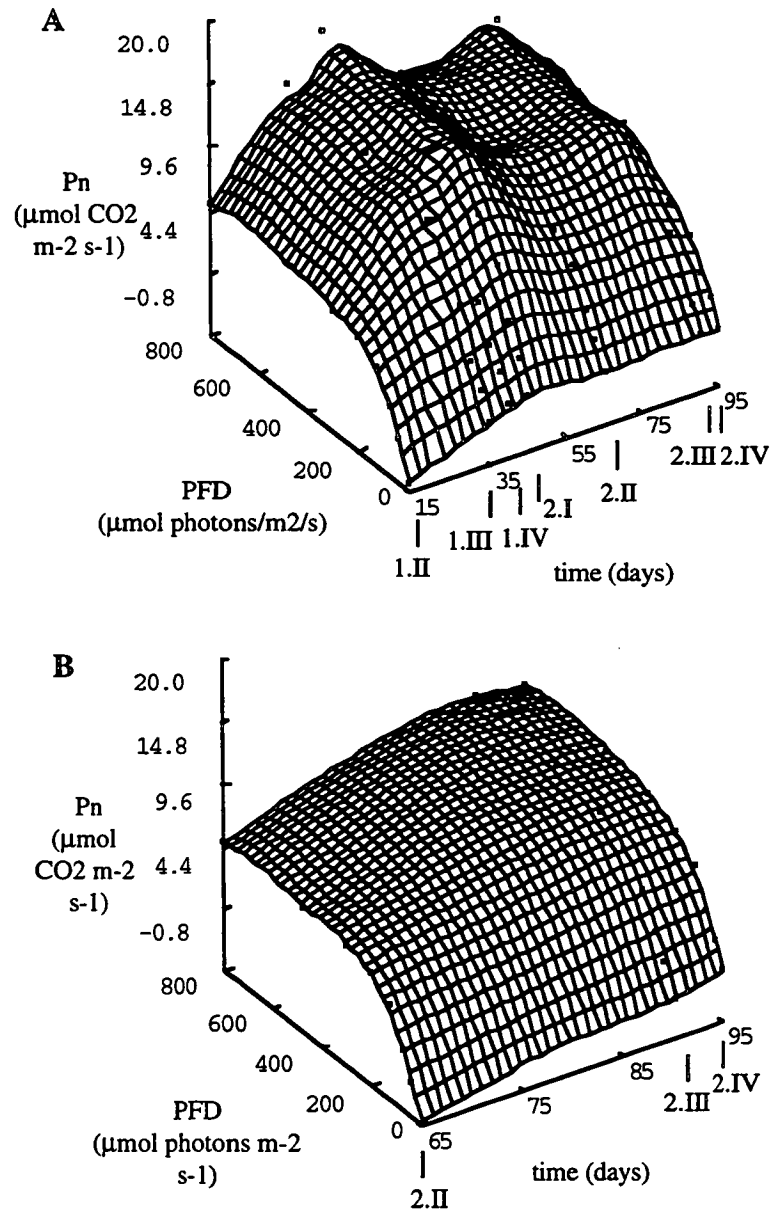 A
20.0
14.8
9.6
4.4
-0.8
Pn
(μmol CO2
m-2 s-1)
800
600
400
200
0
PFD
(μmol photons/m2/s)
15
35
55
75
95
1.II
1.III
1.IV
2.I
2.II
2.III
2.IV
time (days)
B
20.0
14.8
9.6
4.4
-0.8
Pn
(μmol
CO2 m-2
s-1)
800
600
400
200
0
PFD
(μmol photons m-2
s-1)
65
75
85
95
2.II
2.III
2.IV
time (days)